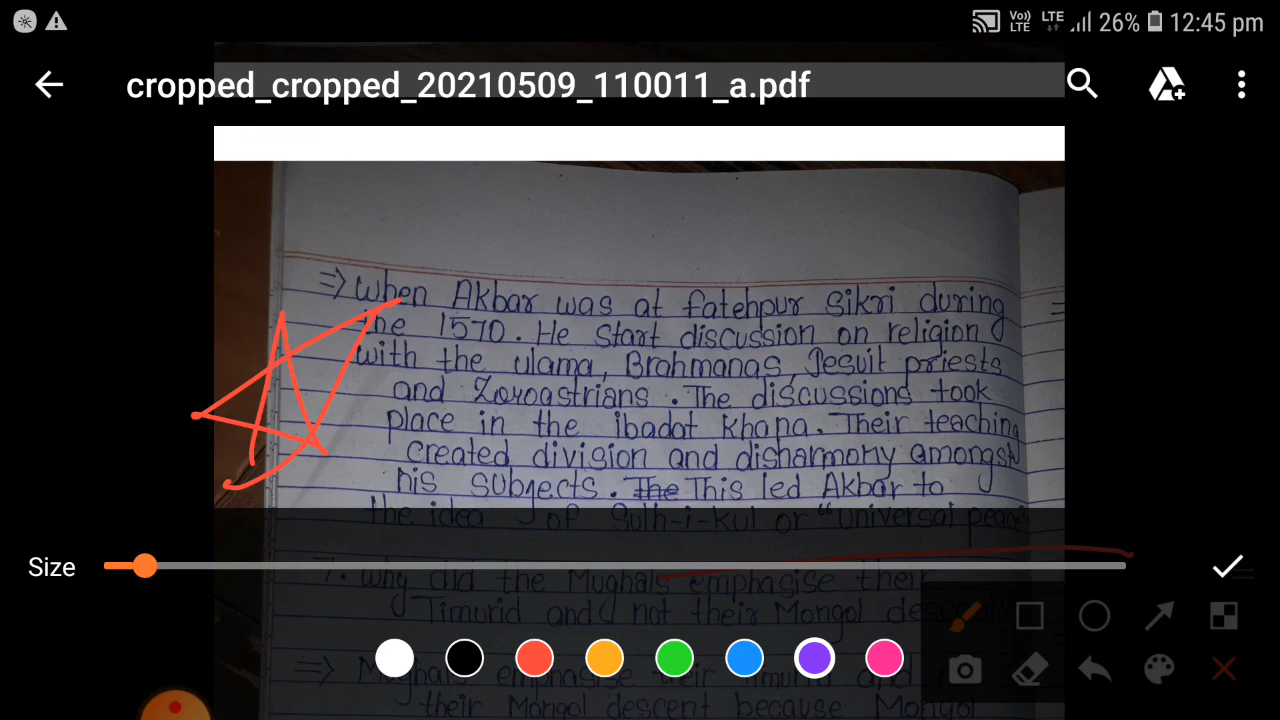 26% 12:45 pm
Vo) LTE LTE
cropped_cropped_20210509_110011_a.pdf
=> When Akbar was at fatehpur Sikri during
the 1570. He start discussion on religion
with the ulama, Brahmanas, Jesuit priests
and Zoroastrians. The discussions took
place in the ibadat khana. Their teaching
created division and disharmony amongst
his subjects. The This led Akbar to
the idea of Sulh-i-kul or "universal peace"
Size
7. why did the Mughals emphasise their
Timurid and not their Mongol descent
=> Mughals emphasise their Timurid and
their Mongol descent because Mongol